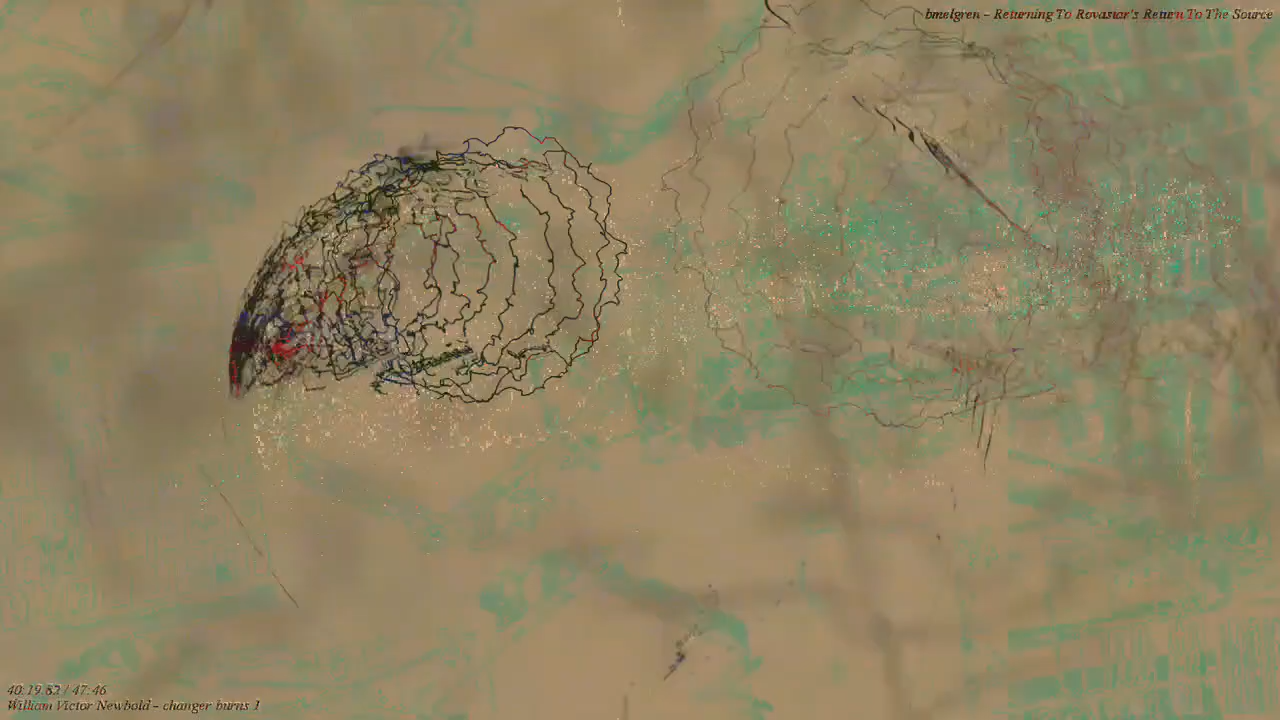 bmelgren - Returning To Rovastar's Return To The Source
40:19.82 / 47:46
William Victor Newbold - changer burns 1